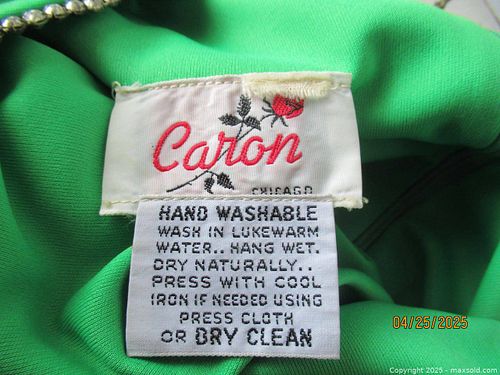 Caron
CHICAGO
HAND WASHABLE
WASH IN LUKEWARM
WATER.. HANG WET.
DRY NATURALLY..
PRESS WITH COOL
IRON IF NEEDED USING
PRESS CLOTH
OR DRY CLEAN
04/25/2025
Copyright 2025 - maxsold.com